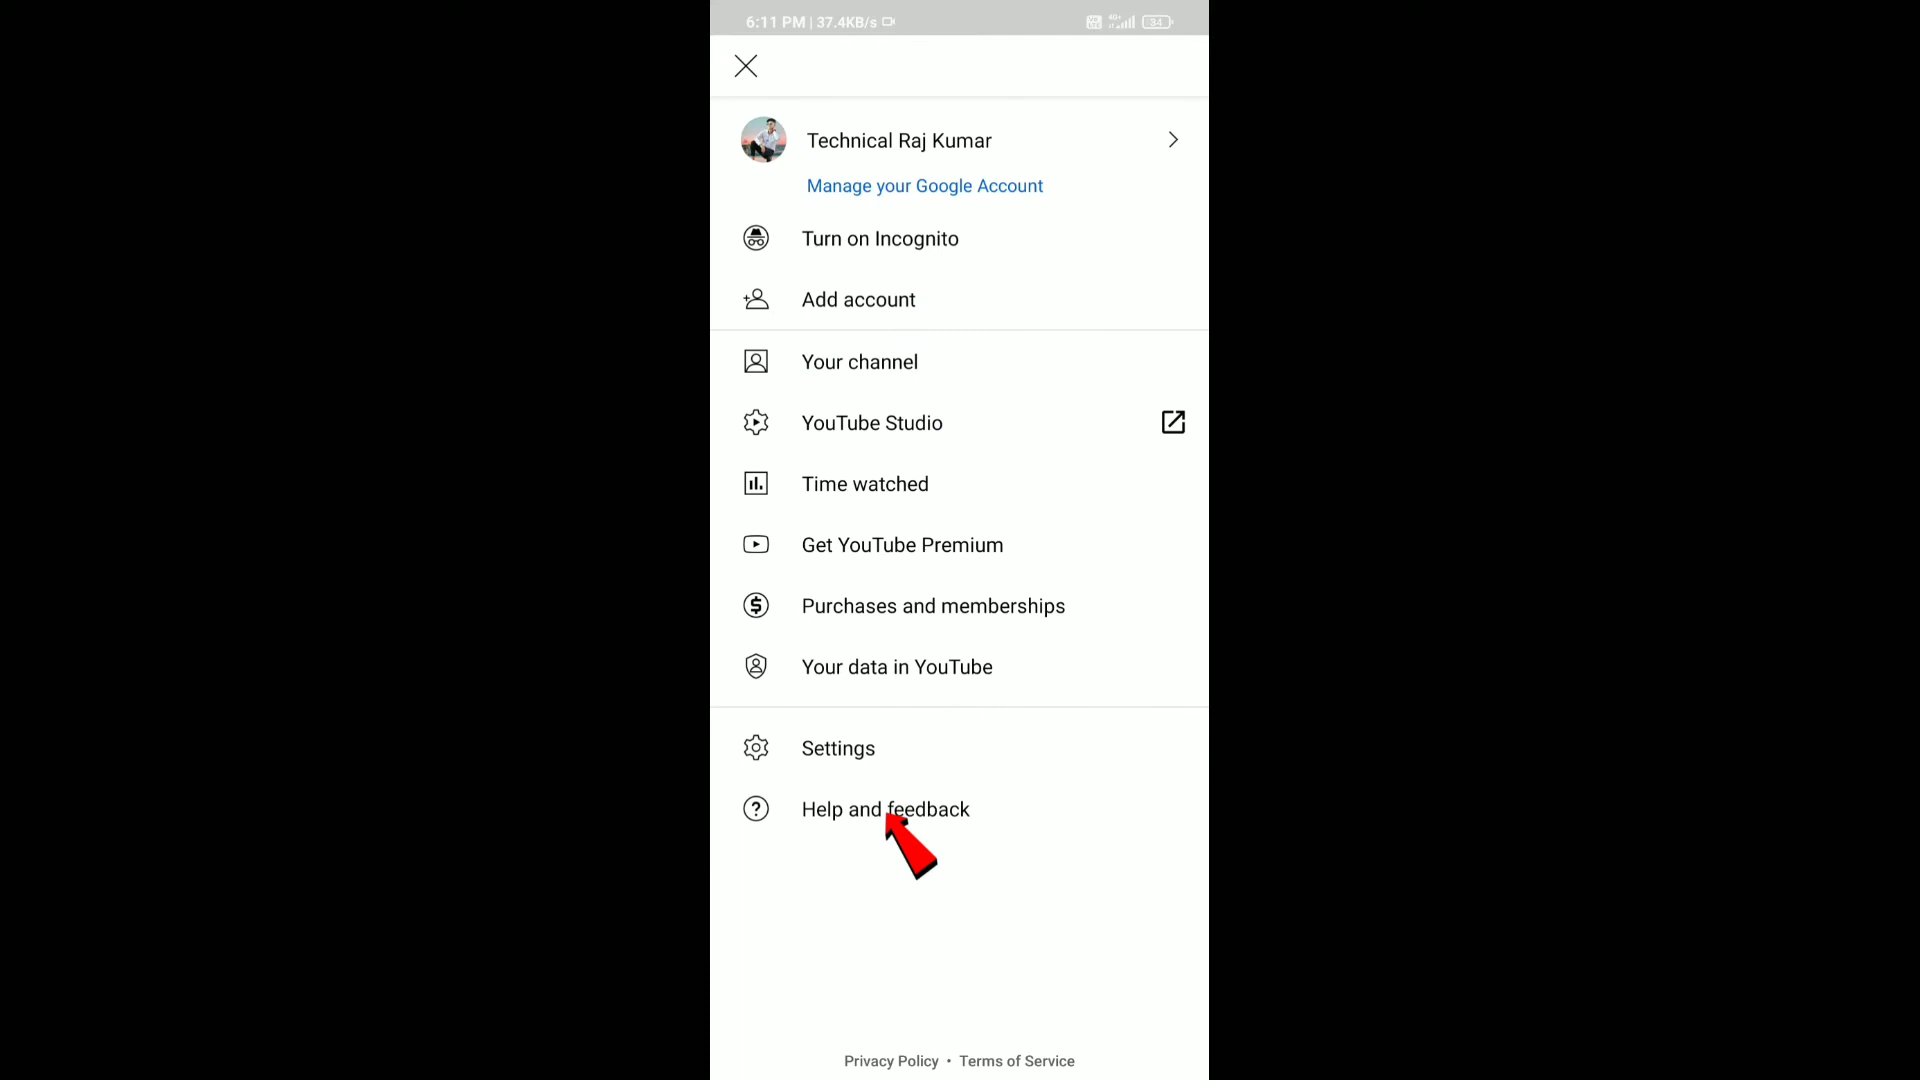 6:11 PM | 37.4KB/s
4G+
34
Technical Raj Kumar
Manage your Google Account
Turn on Incognito
Add account
Your channel
YouTube Studio
Time watched
Get YouTube Premium
Purchases and memberships
Your data in YouTube
Settings
Help and feedback
Privacy Policy • Terms of Service